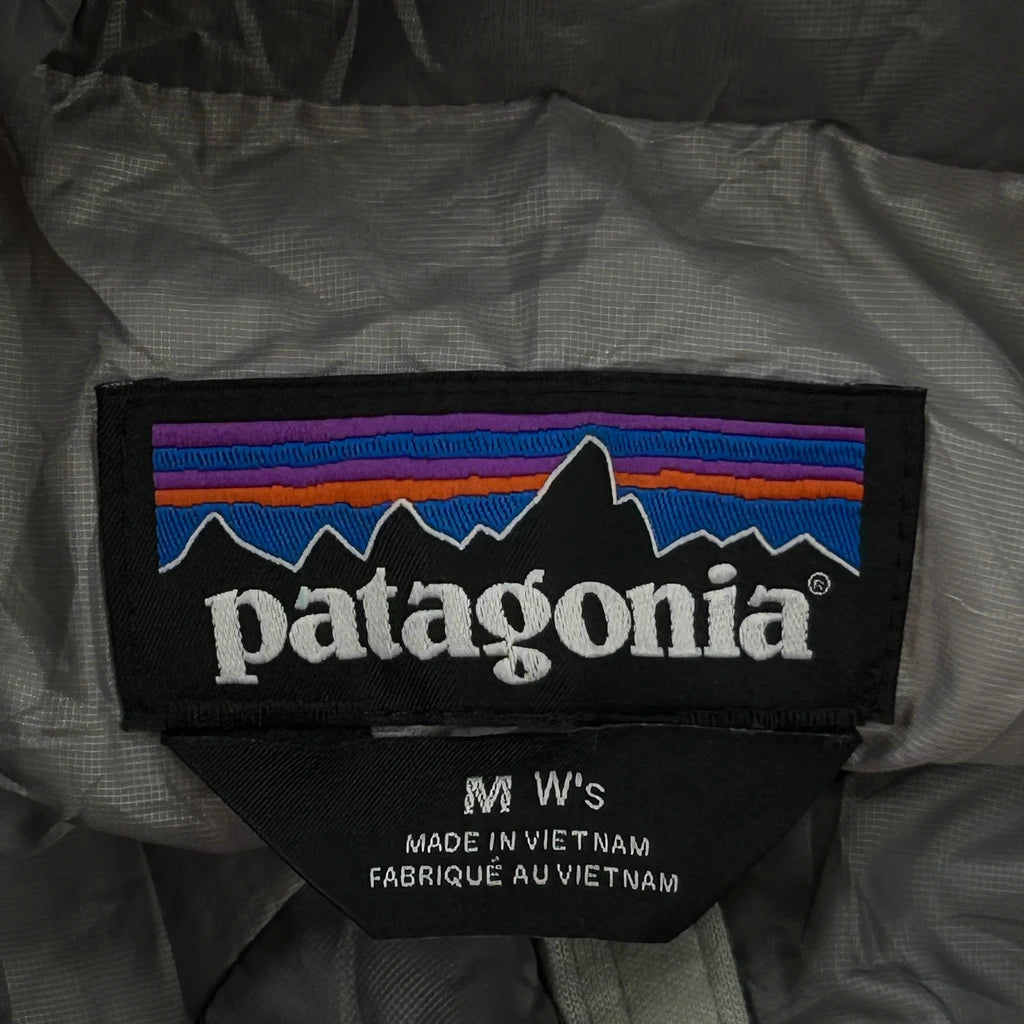 patagonia®
M W's
MADE IN VIETNAM
FABRIQUÉ AU VIETNAM